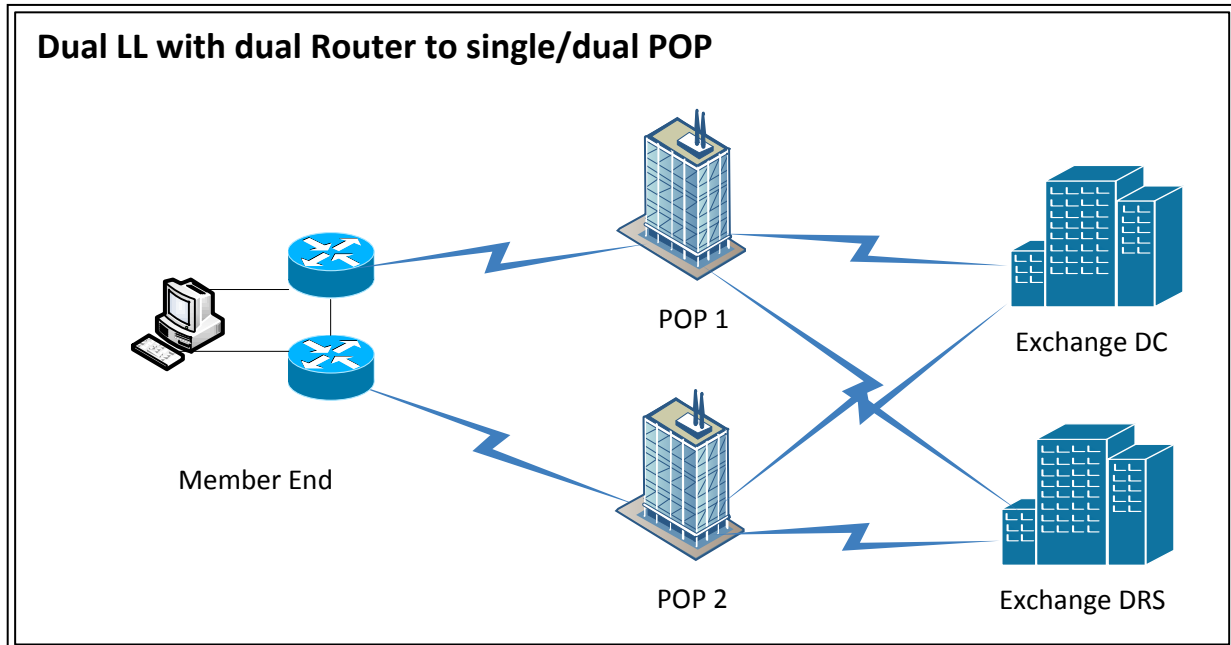 Dual LL with dual Router to single/dual POP
POP 1
Exchange DC
Member End
POP 2
Exchange DRS